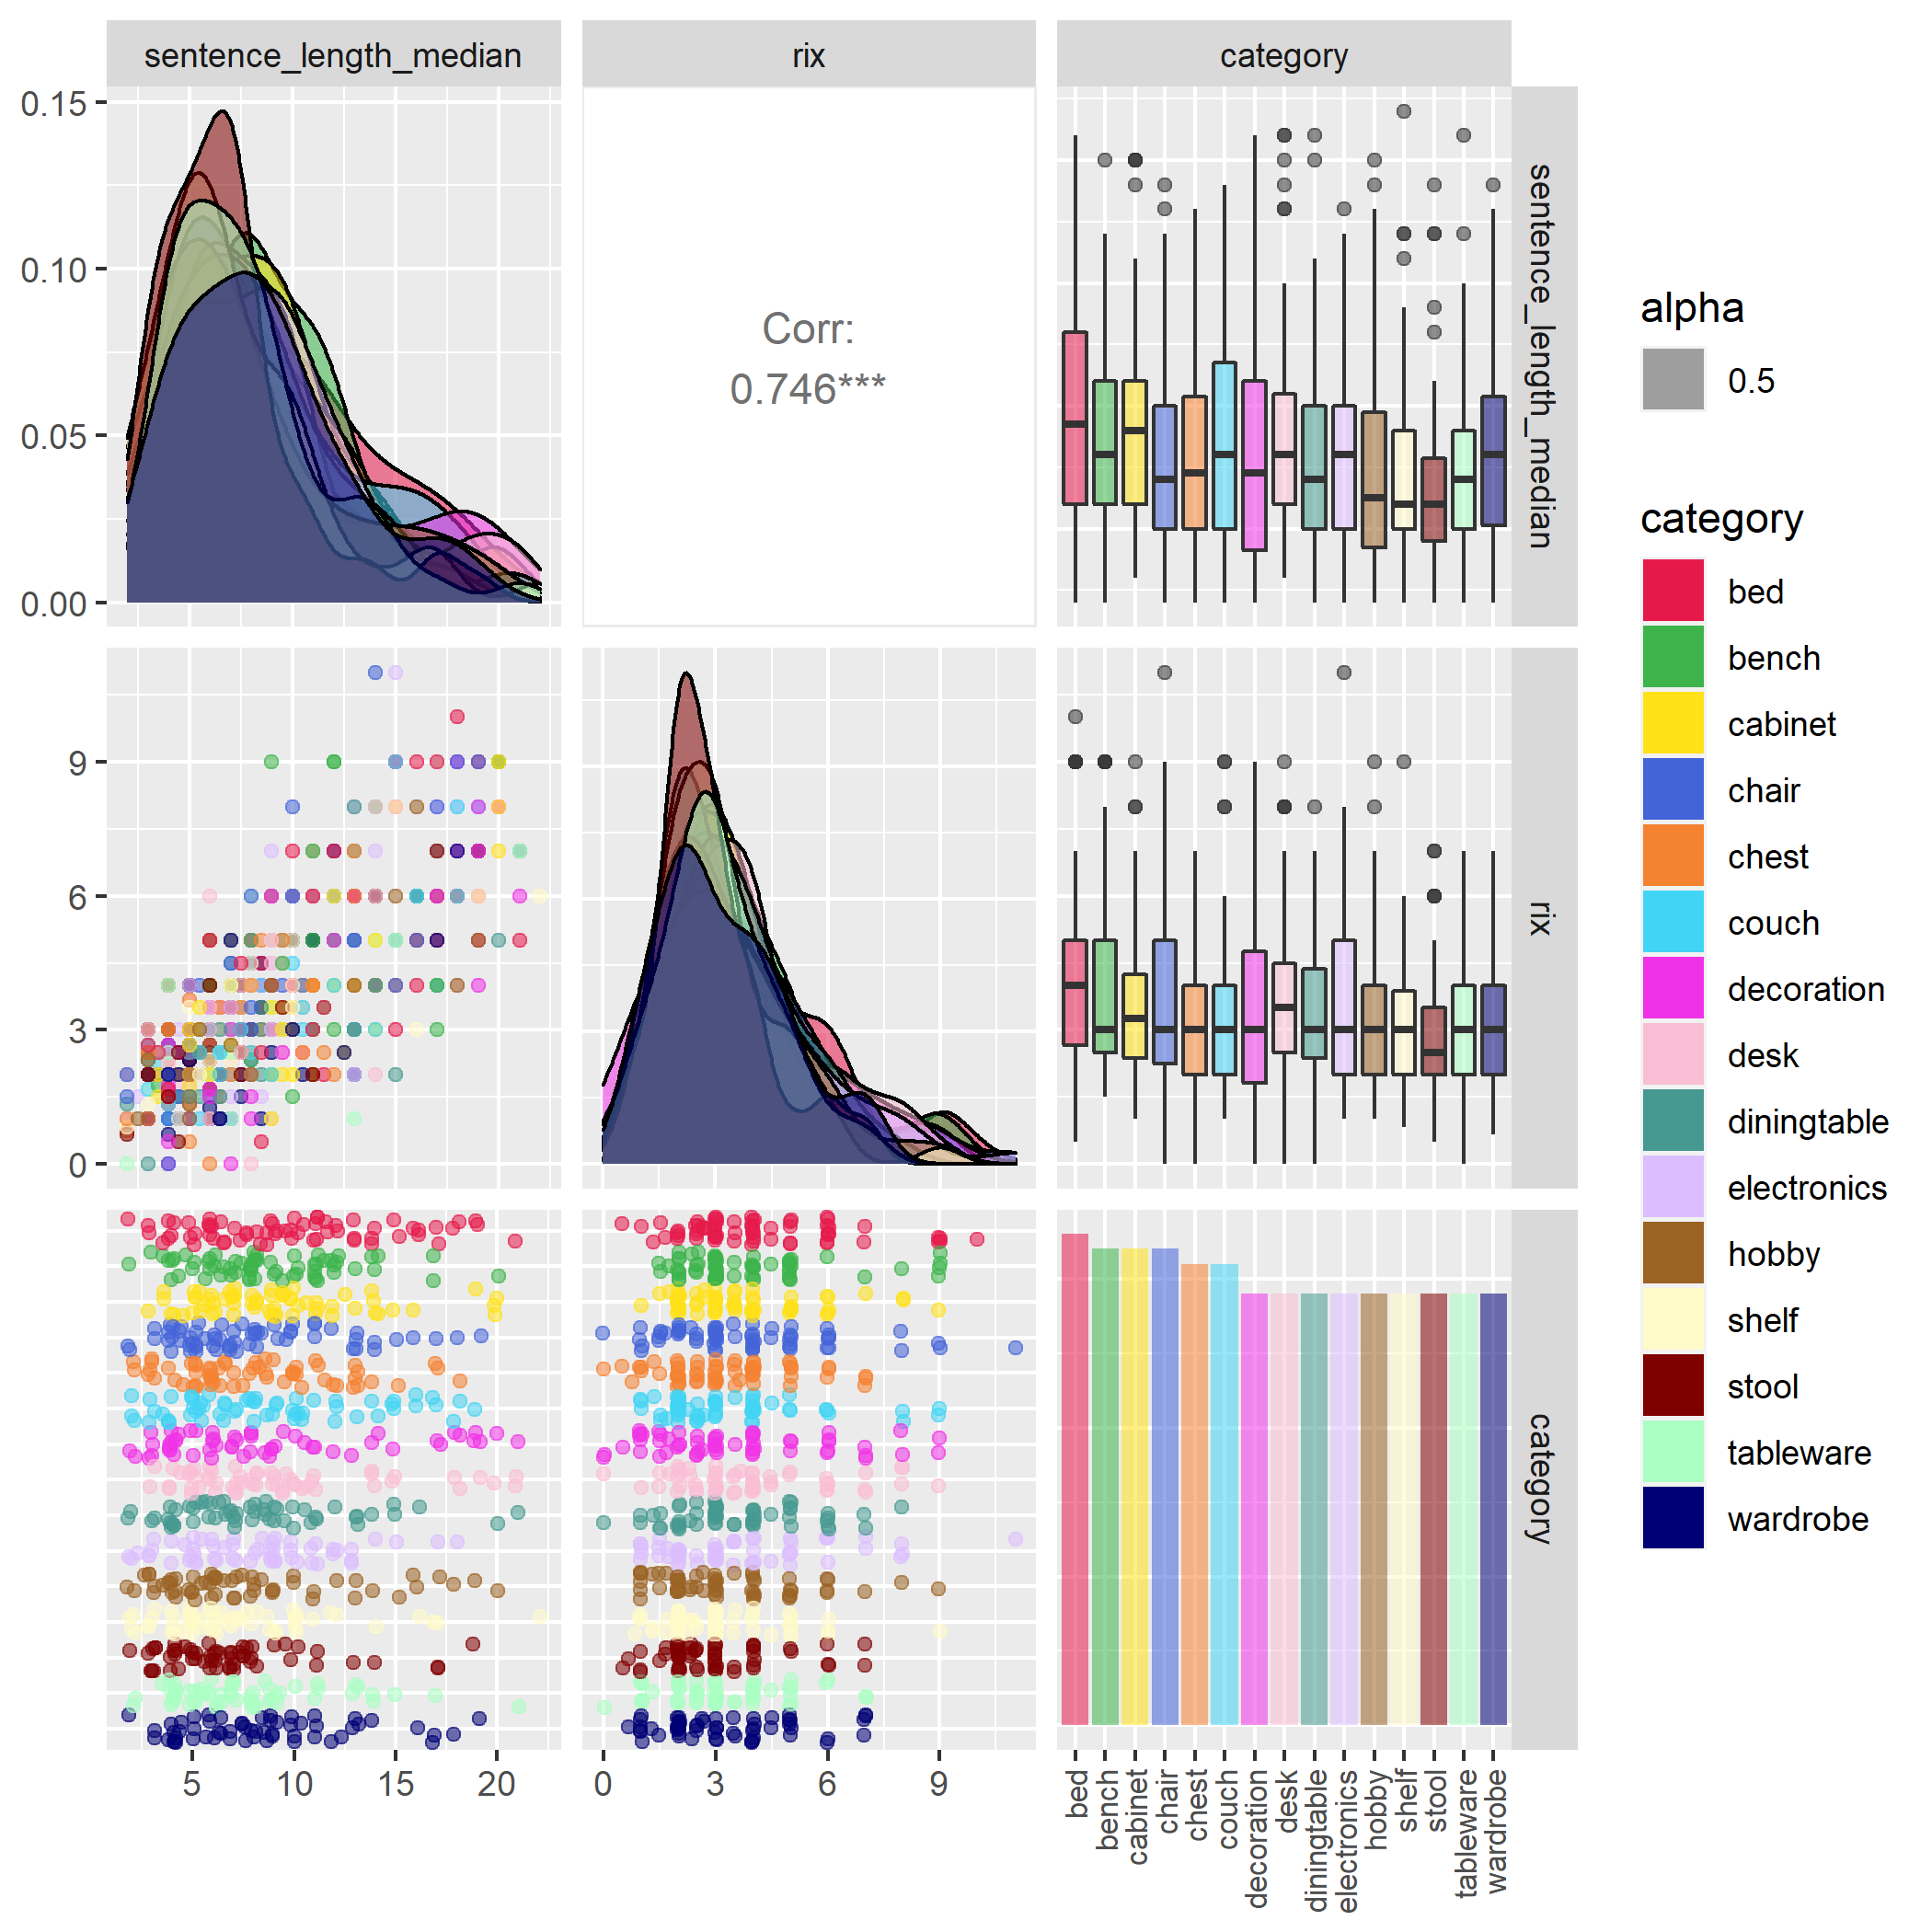 sentence_length_median
rix
category
0.15
0.10
0.05
0.00
Corr:
0.746***
sentence_length_median
9
6
3
0
rix
category
5
10
15
20
0
3
6
9
bed
bench
cabinet
chair
chest
couch
decoration
desk
diningtable
electronics
hobby
shelf
stool
tableware
wardrobe
alpha
0.5
category
bed
bench
cabinet
chair
chest
couch
decoration
desk
diningtable
electronics
hobby
shelf
stool
tableware
wardrobe